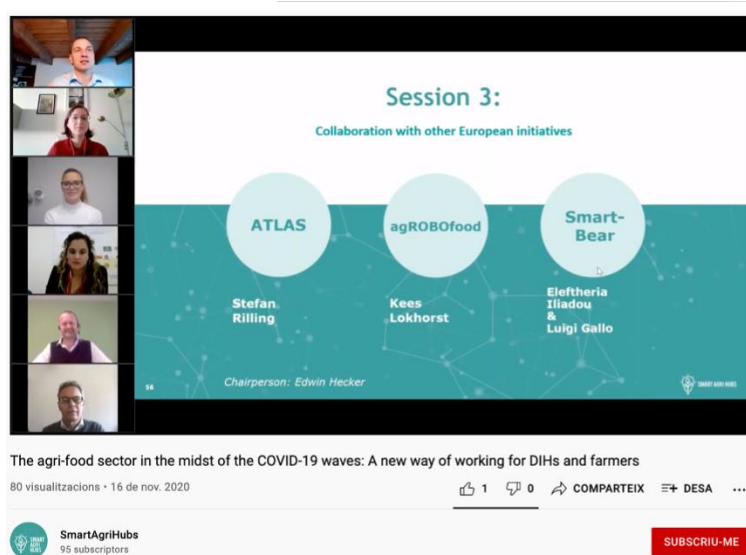 Session 3:
Collaboration with other European initiatives
ATLAS
agROBOfood
Smart-
Bear
Stefan
Rilling
Kees
Lokhorst
Eleftheria
Iliadou
&
Luigi Gallo
Chairperson: Edwin Hecker
56
SMART AGRI HUBS
The agri-food sector in the midst of the COVID-19 waves: A new way of working for DIHs and farmers
80 visualitzacions • 16 de nov. 2020
1
0
COMPARTEIX
DESA
SMART
AGRI
HUBS
SmartAgriHubs
95 subscriptors
SUBSCRIU-ME